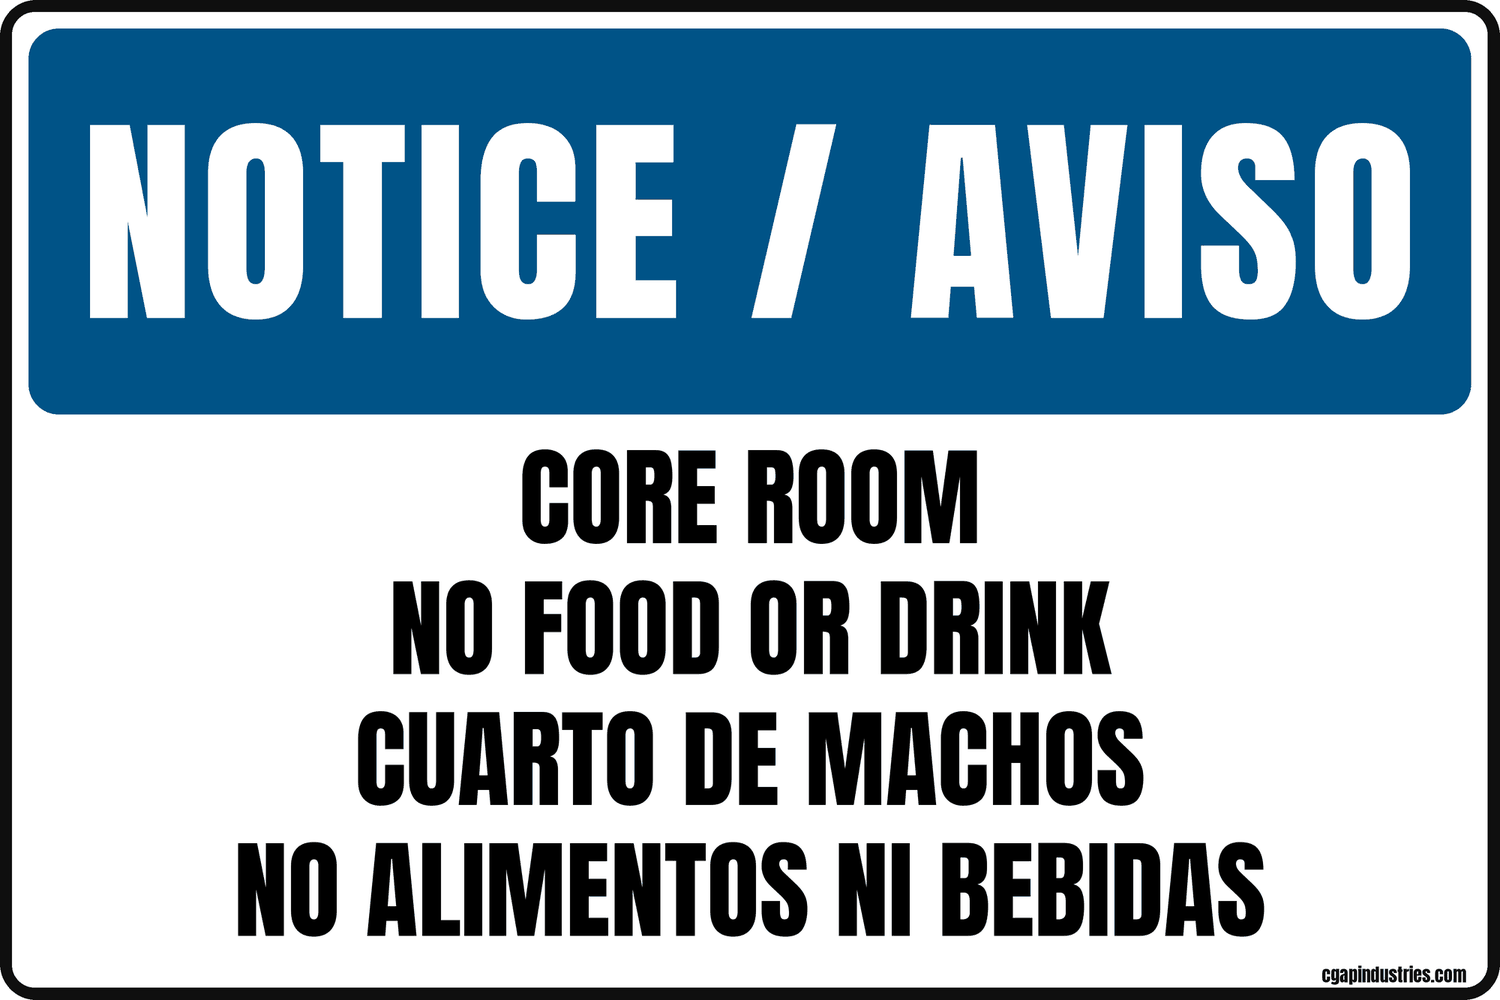 NOTICE / AVISO
CORE ROOM
NO FOOD OR DRINK
CUARTO DE MACHOS
NO ALIMENTOS NI BEBIDAS
cgapindustries.com